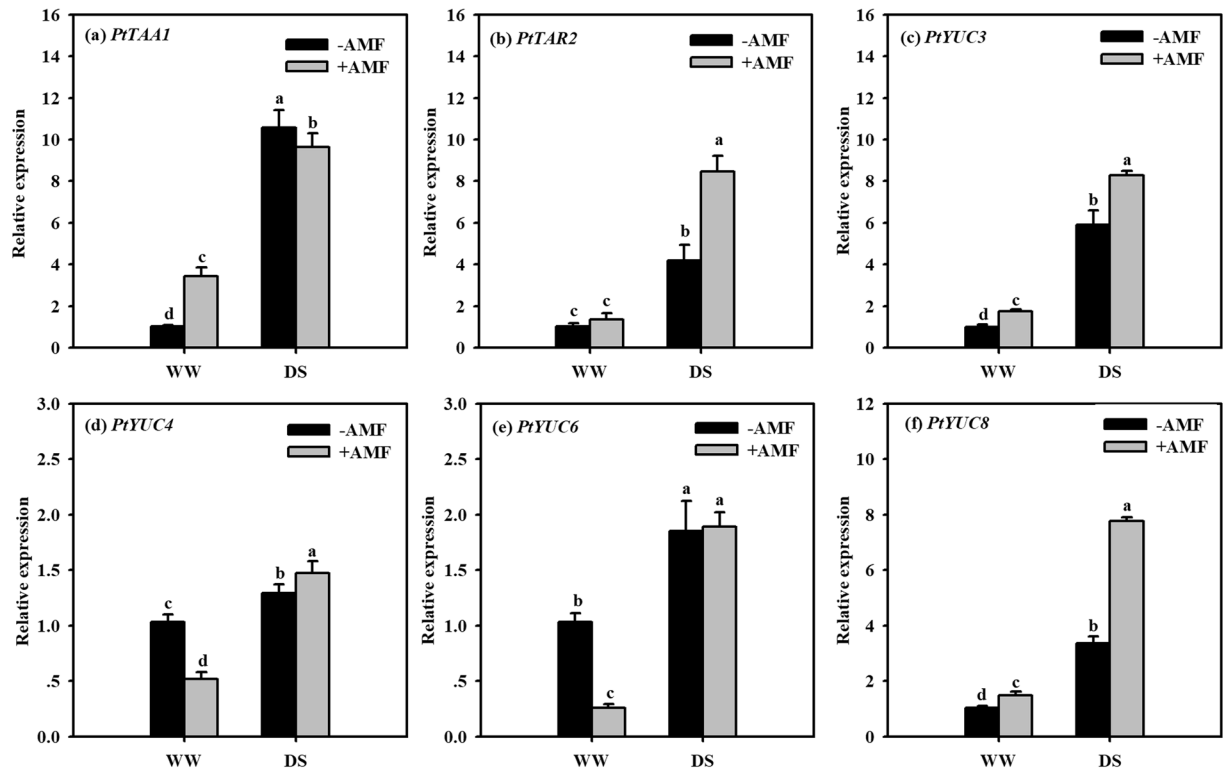 (a) PtTAA1
-AMF
+AMF
Relative expression
16
14
12
10
8
6
4
2
0
d
c
a
b
WW
DS
(b) PtTAR2
-AMF
+AMF
Relative expression
16
14
12
10
8
6
4
2
0
c
c
b
a
WW
DS
(c) PtYUC3
-AMF
+AMF
Relative expression
16
14
12
10
8
6
4
2
0
d
c
b
a
WW
DS
(d) PtYUC4
-AMF
+AMF
Relative expression
3.0
2.5
2.0
1.5
1.0
.5
0.0
c
d
b
a
WW
DS
(e) PtYUC6
-AMF
+AMF
Relative expression
3.0
2.5
2.0
1.5
1.0
.5
0.0
b
c
a
a
WW
DS
(f) PtYUC8
-AMF
+AMF
Relative expression
12
10
8
6
4
2
0
d
c
b
a
WW
DS